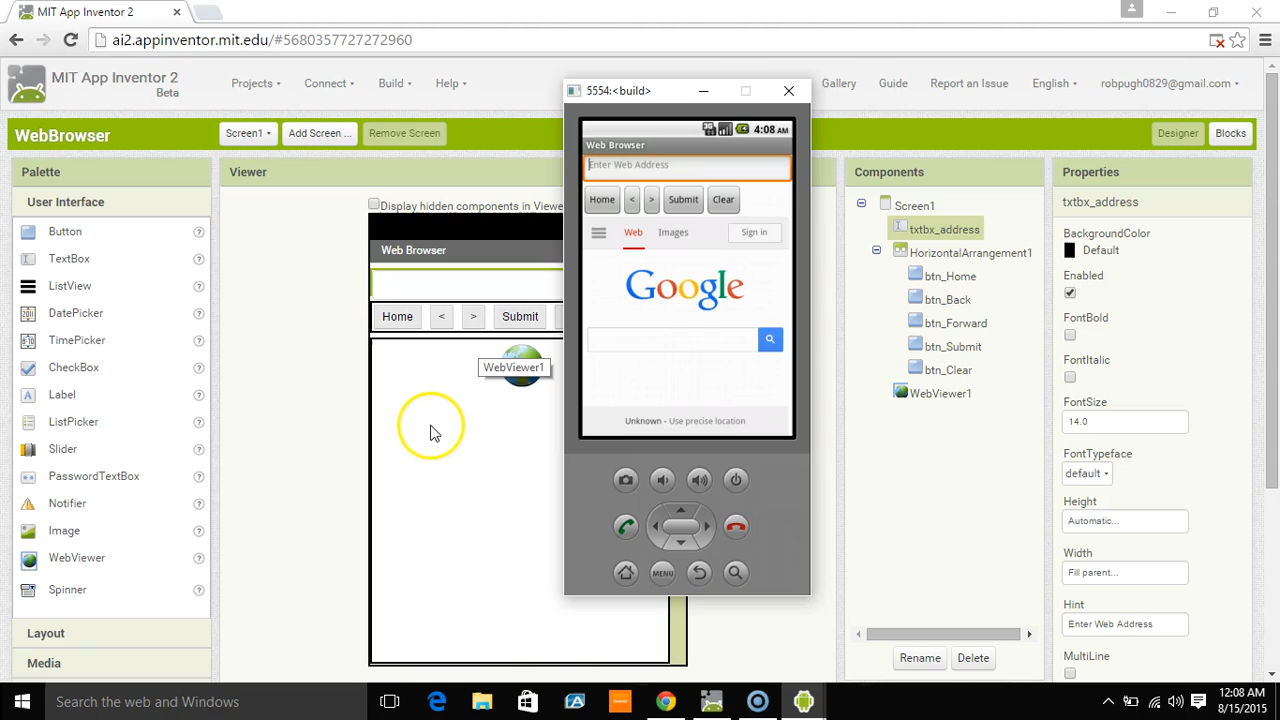 MIT App Inventor 2
ai2.appinventor.mit.edu/#5680357727272960
MIT App Inventor 2
Beta
Projects
Connect
Build
Help
Gallery
Guide
Report an Issue
English
robpugh0829@gmail.com
WebBrowser
Screen1
Add Screen ...
Remove Screen
Designer
Blocks
Palette
User Interface
Button
TextBox
ListView
DatePicker
TimePicker
CheckBox
Label
ListPicker
Slider
PasswordTextBox
Notifier
Image
WebViewer
Spinner
Layout
Media
Viewer
Display hidden components in Viewe
Web Browser
Home
<
>
Submit
WebViewer1
5554:<build>
3G
4:08 AM
Web Browser
Enter Web Address
Home
<
>
Submit
Clear
Web
Images
Sign in
Google
Unknown - Use precise location
MENU
Components
Screen1
txtbx_address
HorizontalArrangement1
btn_Home
btn_Back
btn_Forward
btn_Submit
btn_Clear
WebViewer1
Rename
Delete
Properties
txtbx_address
BackgroundColor
Default
Enabled
FontBold
FontItalic
FontSize
14.0
FontTypeface
default
Height
Automatic...
Width
Fill parent...
Hint
Enter Web Address
MultiLine
Search the web and Windows
12:08 AM
8/15/2015